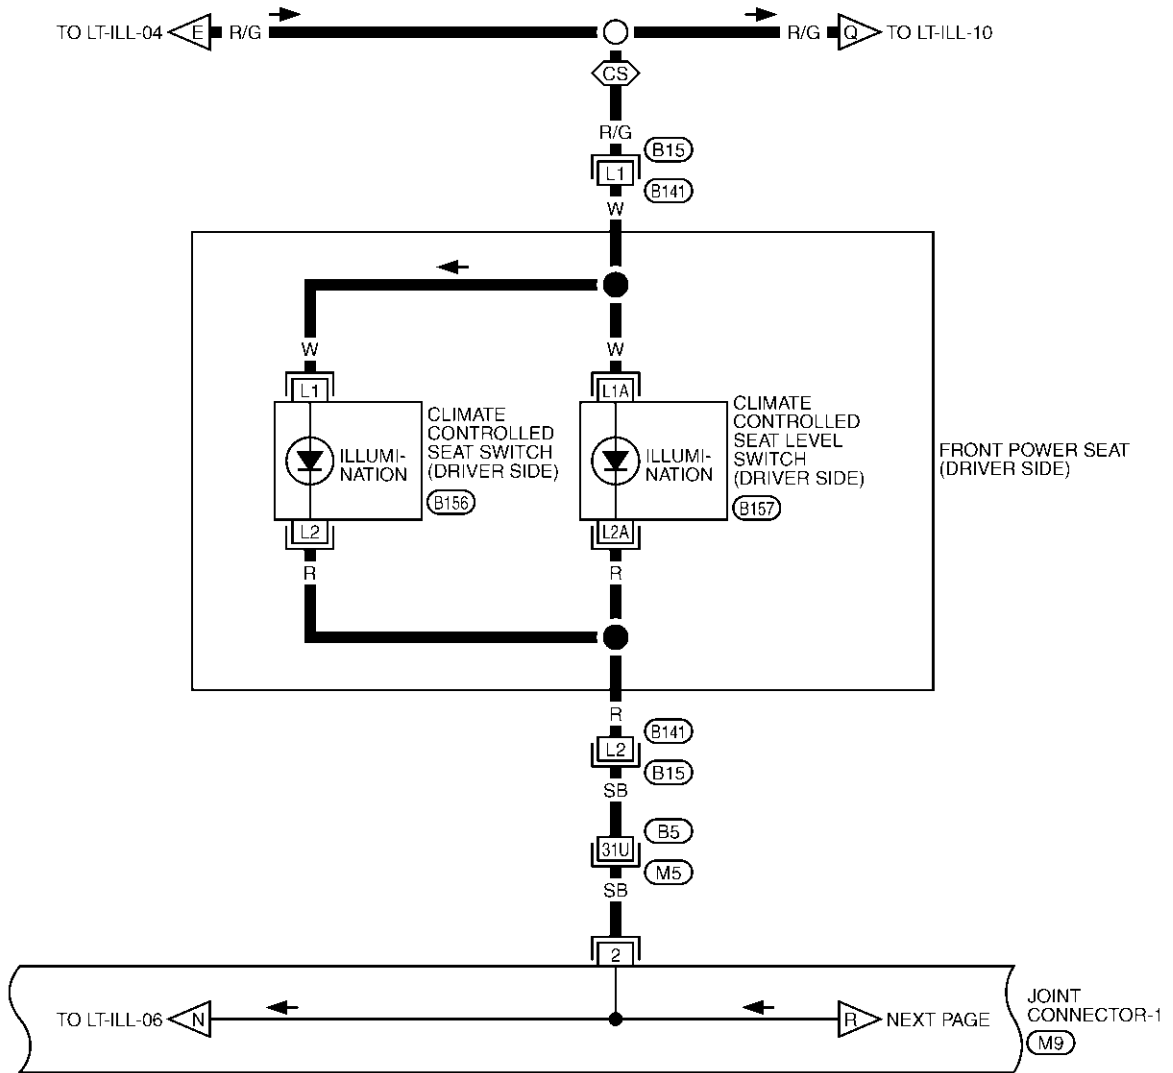 TO LT-ILL-04 E R/G R/G Q TO LT-ILL-10
CS
R/G
B15
L1
B141
W
W W
L1 L1A
ILLUMI-
NATION
CLIMATE
CONTROLLED
SEAT SWITCH
(DRIVER SIDE)
B156
ILLUMI-
NATION
CLIMATE
CONTROLLED
SEAT LEVEL
SWITCH
(DRIVER SIDE)
B157
FRONT POWER SEAT
(DRIVER SIDE)
L2 L2A
R R
R
B141
L2
B15
SB
B5
31U
M5
SB
2
TO LT-ILL-06 N R NEXT PAGE
JOINT
CONNECTOR-1
M9